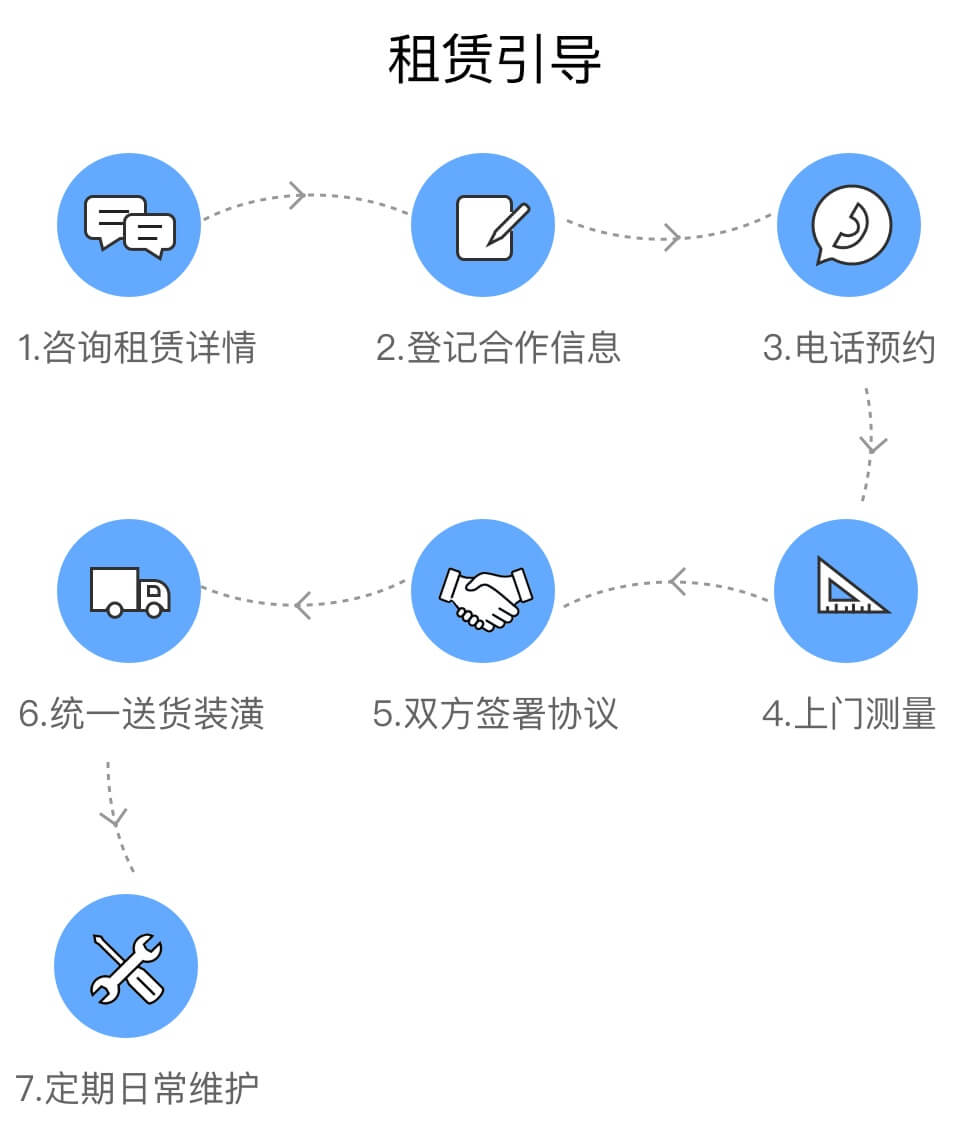 租赁引导
1.咨询租赁详情
2.登记合作信息
3.电话预约
4.上门测量
5.双方签署协议
6.统一送货装潢
7.定期日常维护